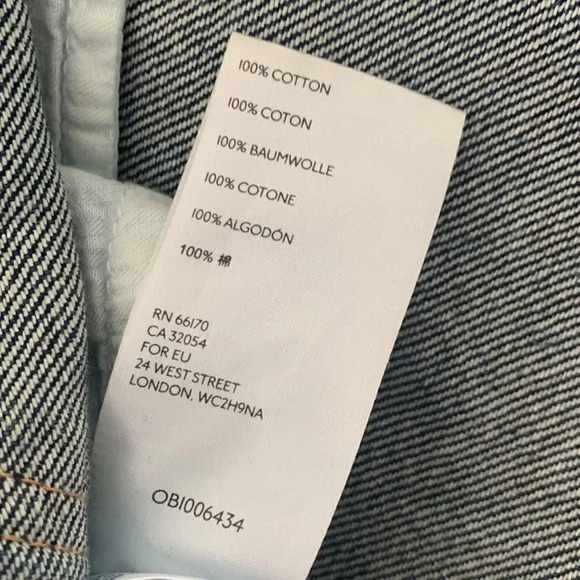 100% COTTON
100% COTON
100% BAUMWOLLE
100% COTONE
100% ALGODÓN
100% 棉
RN 66170
CA 32054
FOR EU
24 WEST STREET
LONDON, WC2H9NA
OBI006434